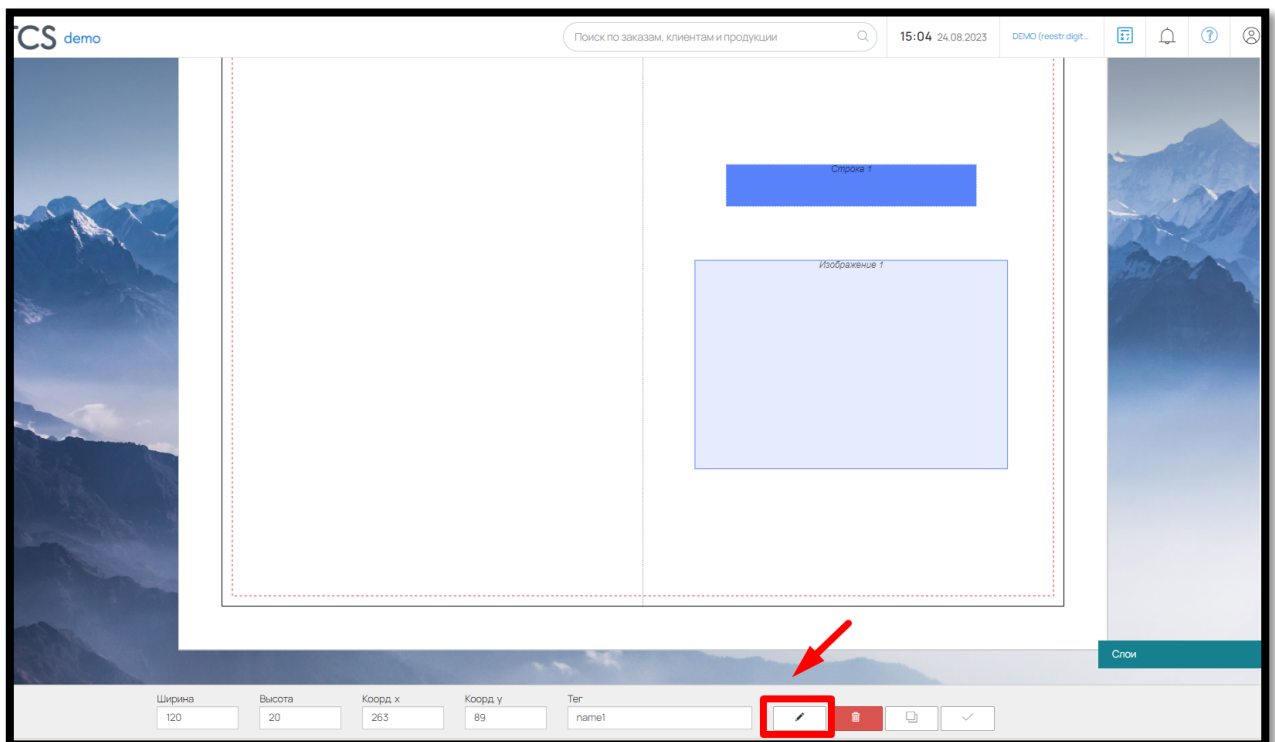 TCS demo
Поиск по заказам, клиентам и продукции
15:04 24.08.2023
DEMO (reestr.digit...
Строка 1
Изображение 1
Слои
Ширина Высота Коорд. x Коорд. y Тег
120 20 263 89 name1